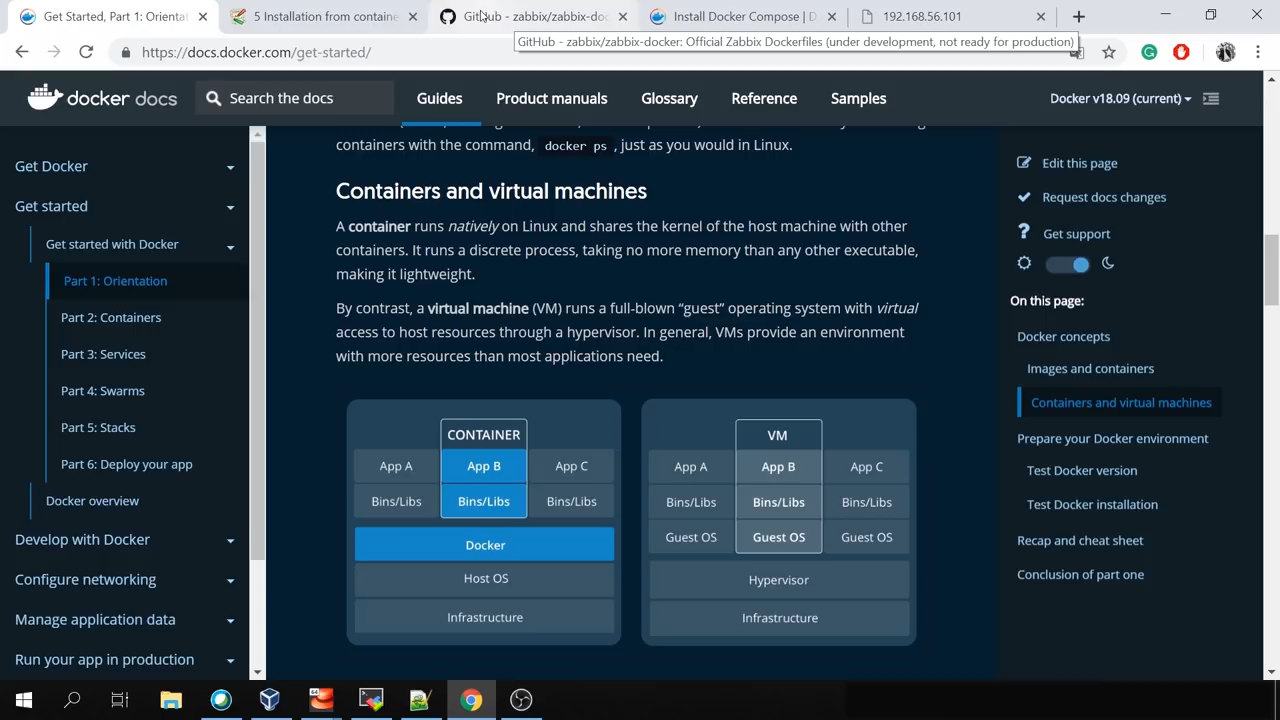 Get Started, Part 1: Orientat
5 Installation from containe
GitHub - zabbix/zabbix-doc
Install Docker Compose | D
192.168.56.101
GitHub - zabbix/zabbix-docker: Official Zabbix Dockerfiles (under development, not ready for production)
https://docs.docker.com/get-started/
docker docs
Search the docs
Guides
Product manuals
Glossary
Reference
Samples
Docker v18.09 (current)
Get Docker
Get started
Get started with Docker
Part 1: Orientation
Part 2: Containers
Part 3: Services
Part 4: Swarms
Part 5: Stacks
Part 6: Deploy your app
Docker overview
Develop with Docker
Configure networking
Manage application data
Run your app in production
containers with the command, docker ps, just as you would in Linux.
Containers and virtual machines
A container runs natively on Linux and shares the kernel of the host machine with other
containers. It runs a discrete process, taking no more memory than any other executable,
making it lightweight.
By contrast, a virtual machine (VM) runs a full-blown “guest” operating system with virtual
access to host resources through a hypervisor. In general, VMs provide an environment
with more resources than most applications need.
CONTAINER
App A App B App C
Bins/Libs Bins/Libs Bins/Libs
Docker
Host OS
Infrastructure
VM
App A App B App C
Bins/Libs Bins/Libs Bins/Libs
Guest OS Guest OS Guest OS
Hypervisor
Infrastructure
Edit this page
Request docs changes
Get support
On this page:
Docker concepts
Images and containers
Containers and virtual machines
Prepare your Docker environment
Test Docker version
Test Docker installation
Recap and cheat sheet
Conclusion of part one
64